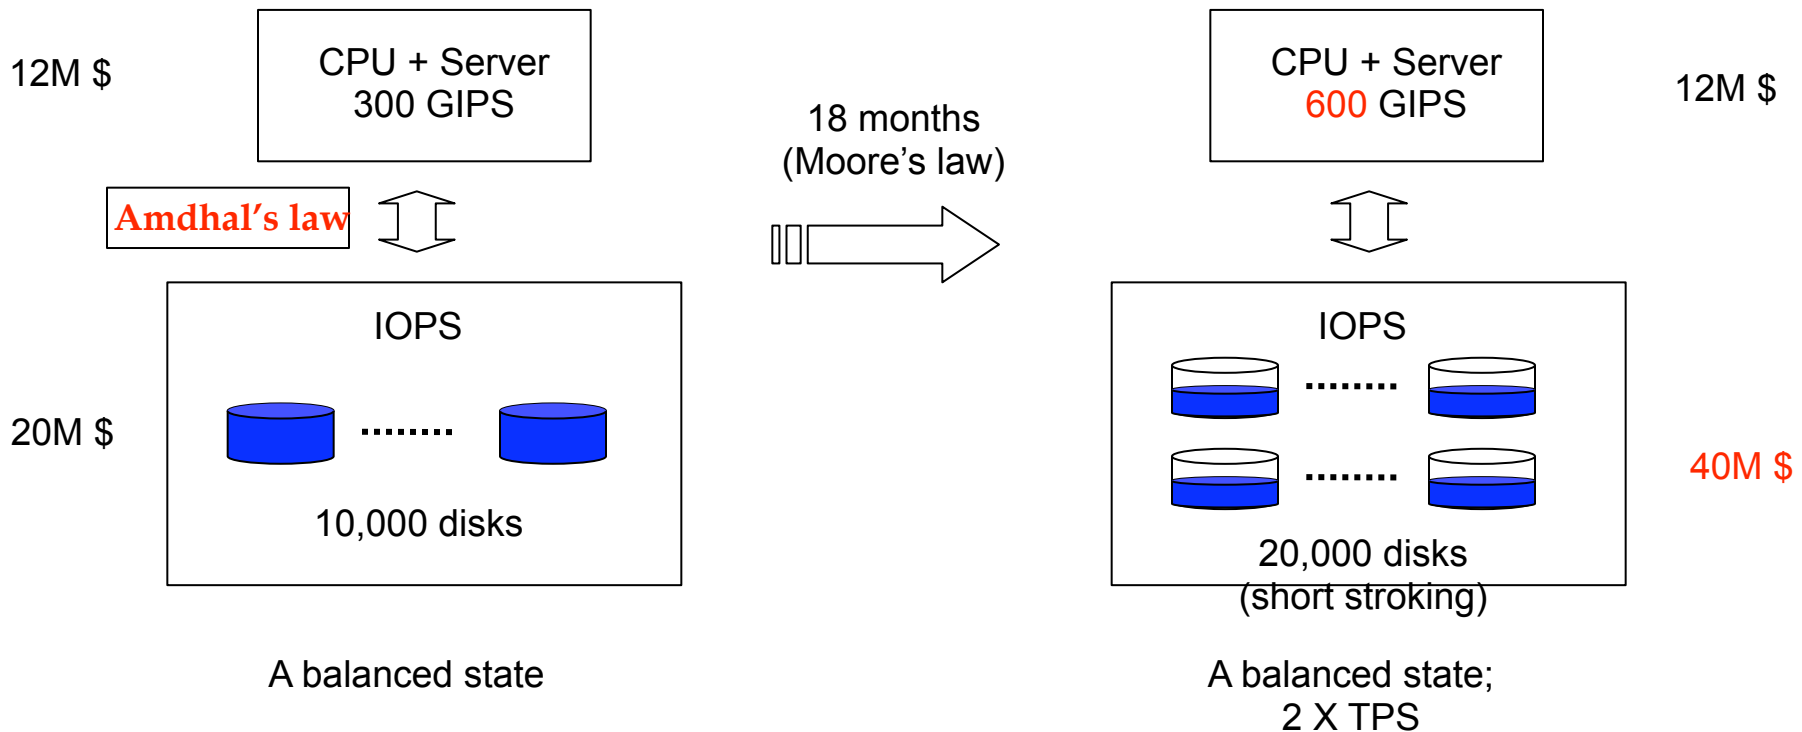 12M $
CPU + Server
300 GIPS
Amdhal's law
20M $
IOPS
10,000 disks
A balanced state
18 months
(Moore's law)
CPU + Server
600 GIPS
12M $
IOPS
20,000 disks
(short stroking)
40M $
A balanced state;
2 X TPS